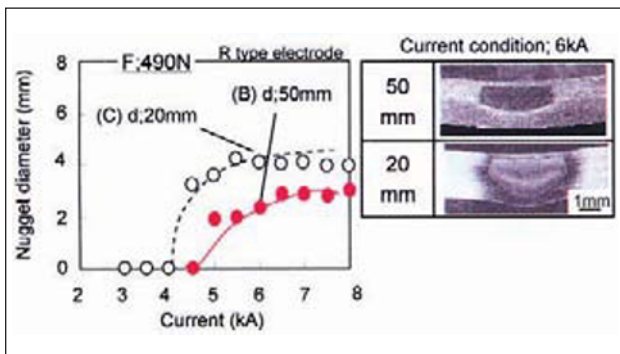 F;490N
R type electrode
(B) d;50mm
(C) d;20mm
Nugget diameter (mm)
8
6
4
2
0
2 3 4 5 6 7 8
Current (kA)
Current condition; 6kA
50
mm
20
mm
1mm